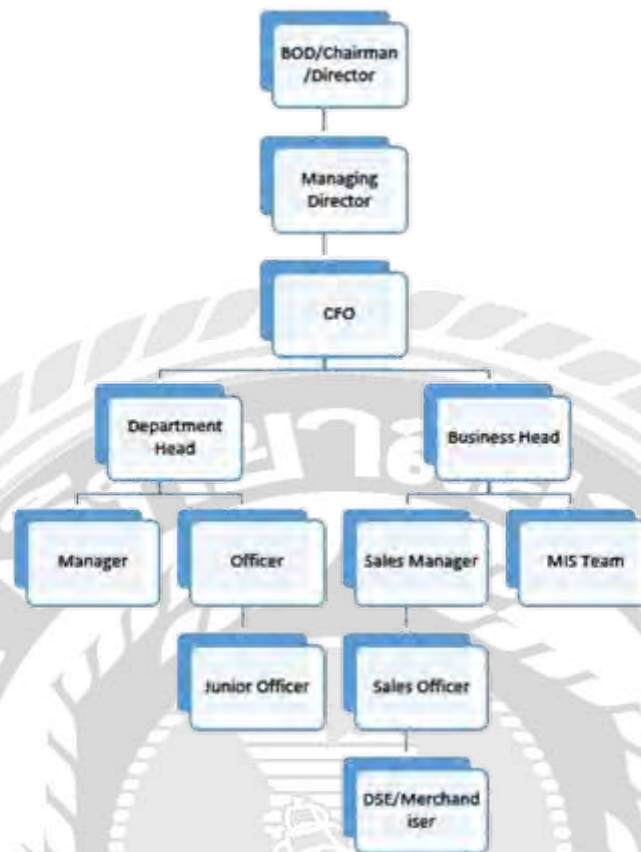 BOD/Chairman
/Director
Managing
Director
CFO
Department
Head
Business Head
Manager
Officer
Sales Manager
MIS Team
Junior Officer
Sales Officer
DSE/Merchand
iser